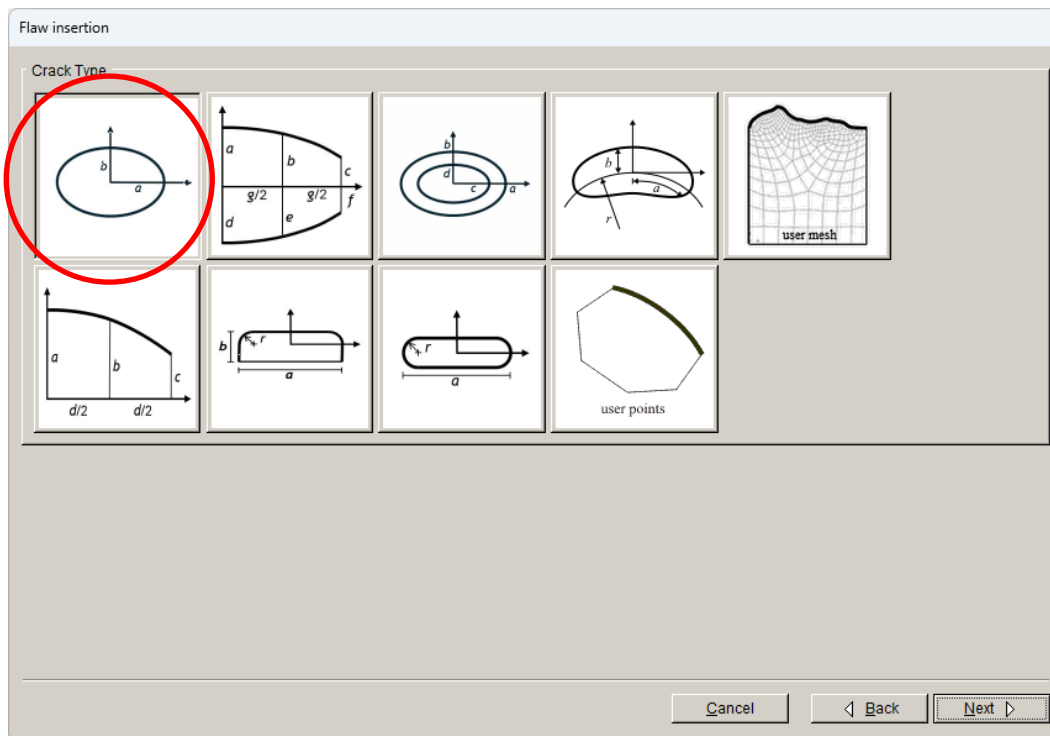 Flaw insertion
Crack Type
b
a
a
b
c
g/2
g/2
f
d
e
b
d
c
a
b
a
r
user mesh
a
b
c
d/2
d/2
b
r
a
r
a
user points
Cancel
Back
Next